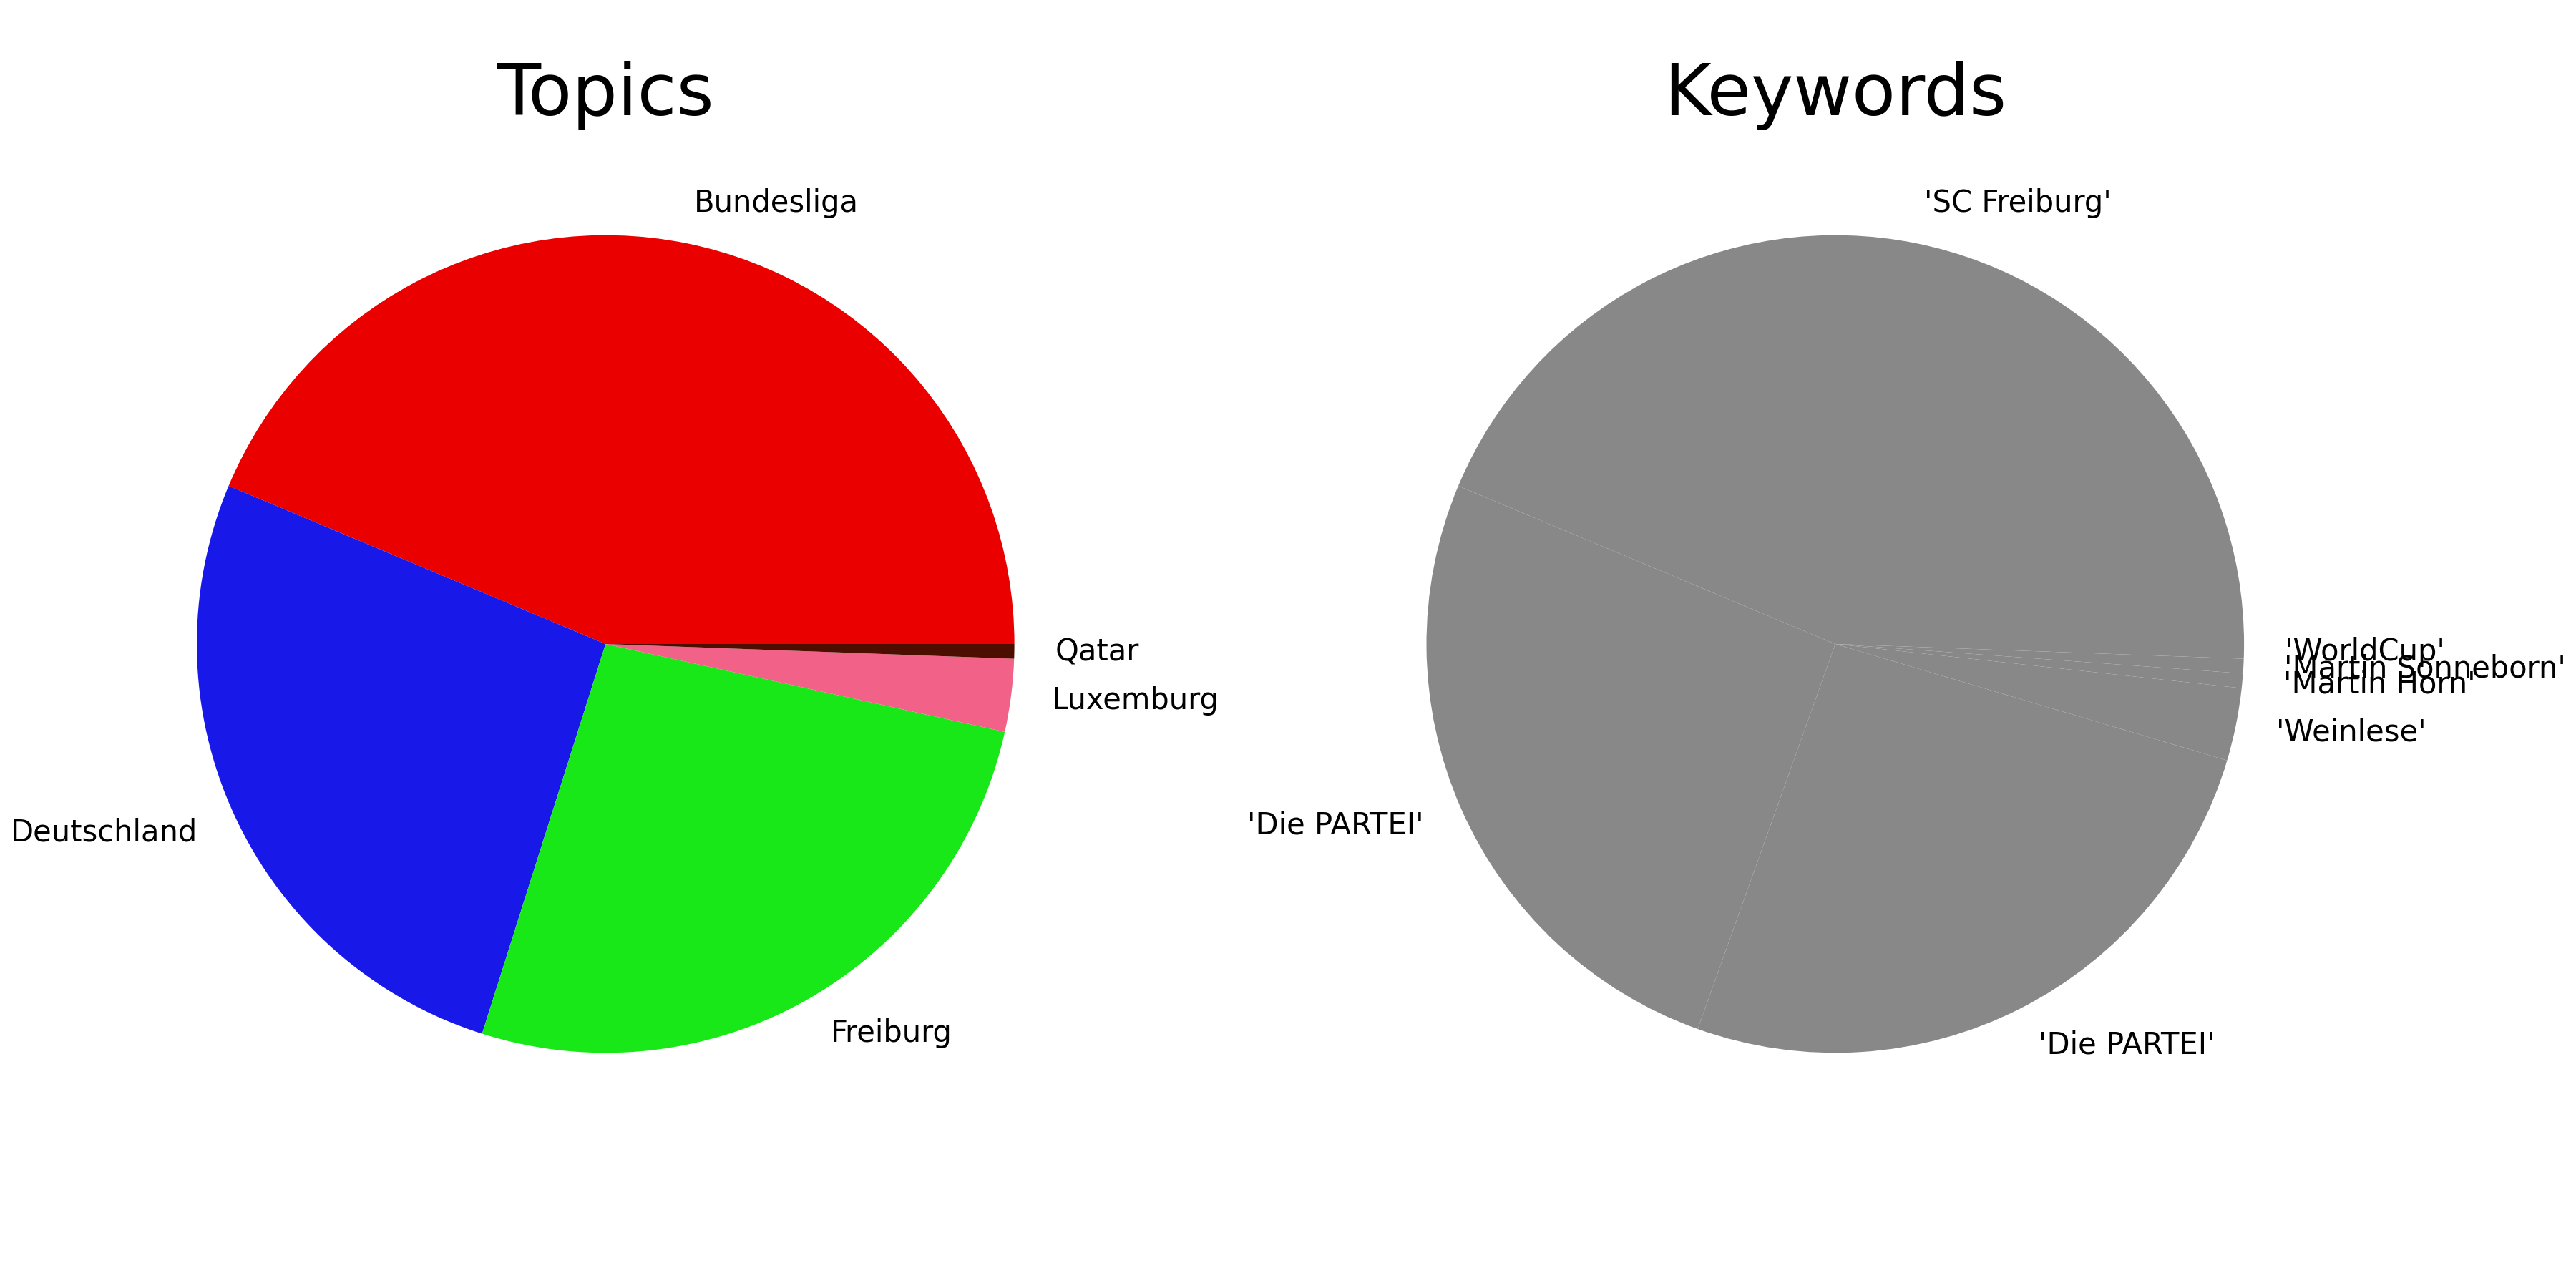 Topics
Bundesliga
Qatar
Luxemburg
Deutschland
Freiburg
Keywords
'SC Freiburg'
'WorldCup'
'Martin Sonneborn'
'Martin Horn'
'Weinlese'
'Die PARTEI'
'Die PARTEI'